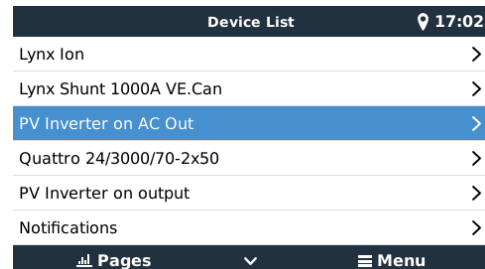 Device List 17:02
Lynx Ion
Lynx Shunt 1000A VE.Can
PV Inverter on AC Out
Quattro 24/3000/70-2x50
PV Inverter on output
Notifications
Pages Menu